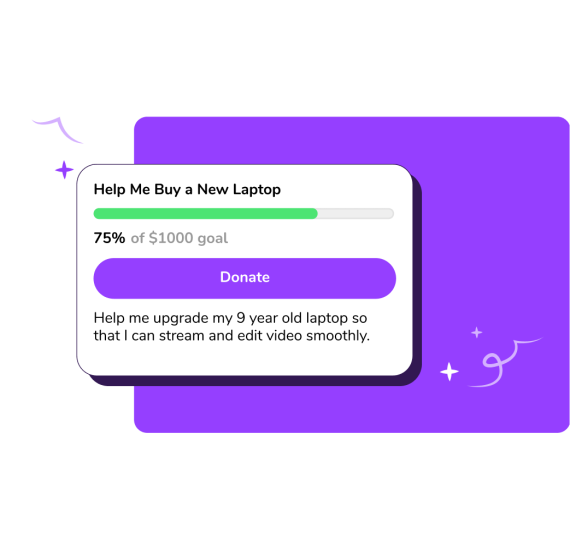 Help Me Buy a New Laptop
75% of $1000 goal
Donate
Help me upgrade my 9 year old laptop so
that I can stream and edit video smoothly.